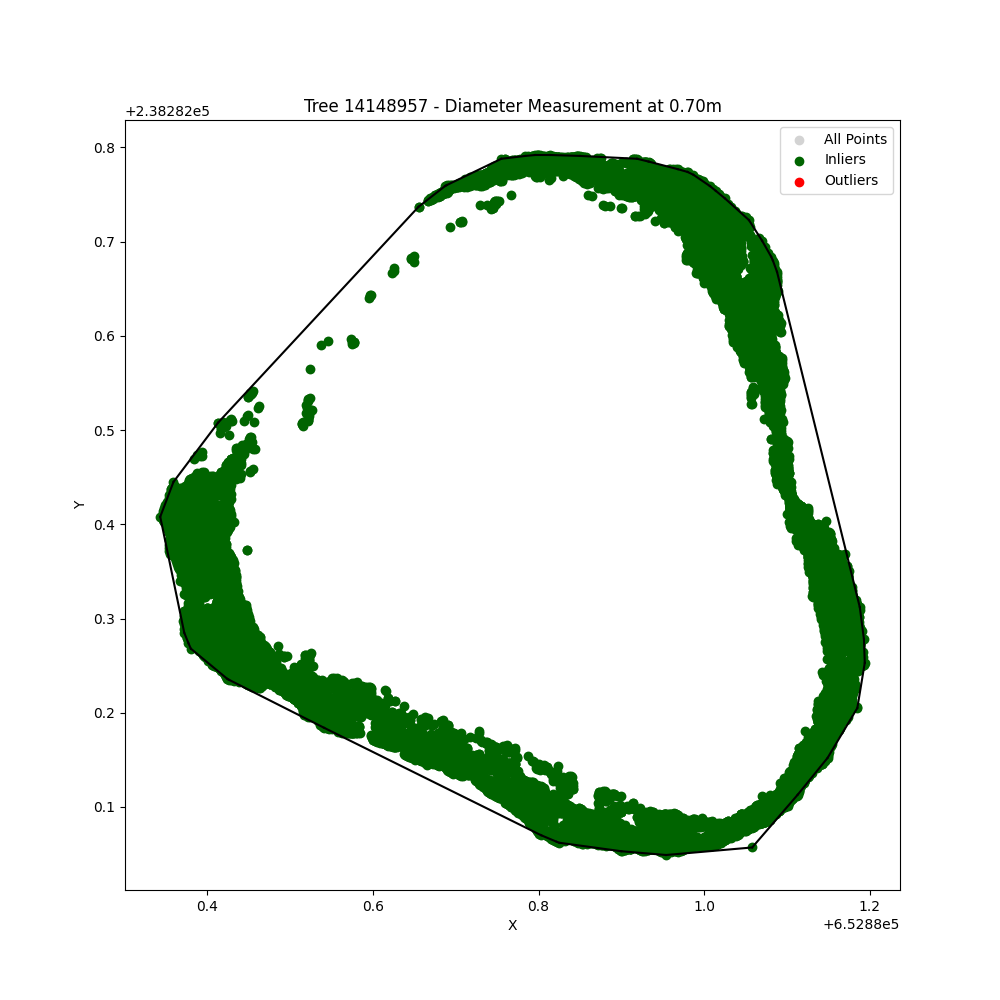 Tree 14148957 - Diameter Measurement at 0.70m
+2.38282e5
All Points
Inliers
Outliers
0.8
0.7
0.6
0.5
0.4
0.3
0.2
0.1
Y
0.4 0.6 0.8 1.0 1.2
X
+6.5288e5